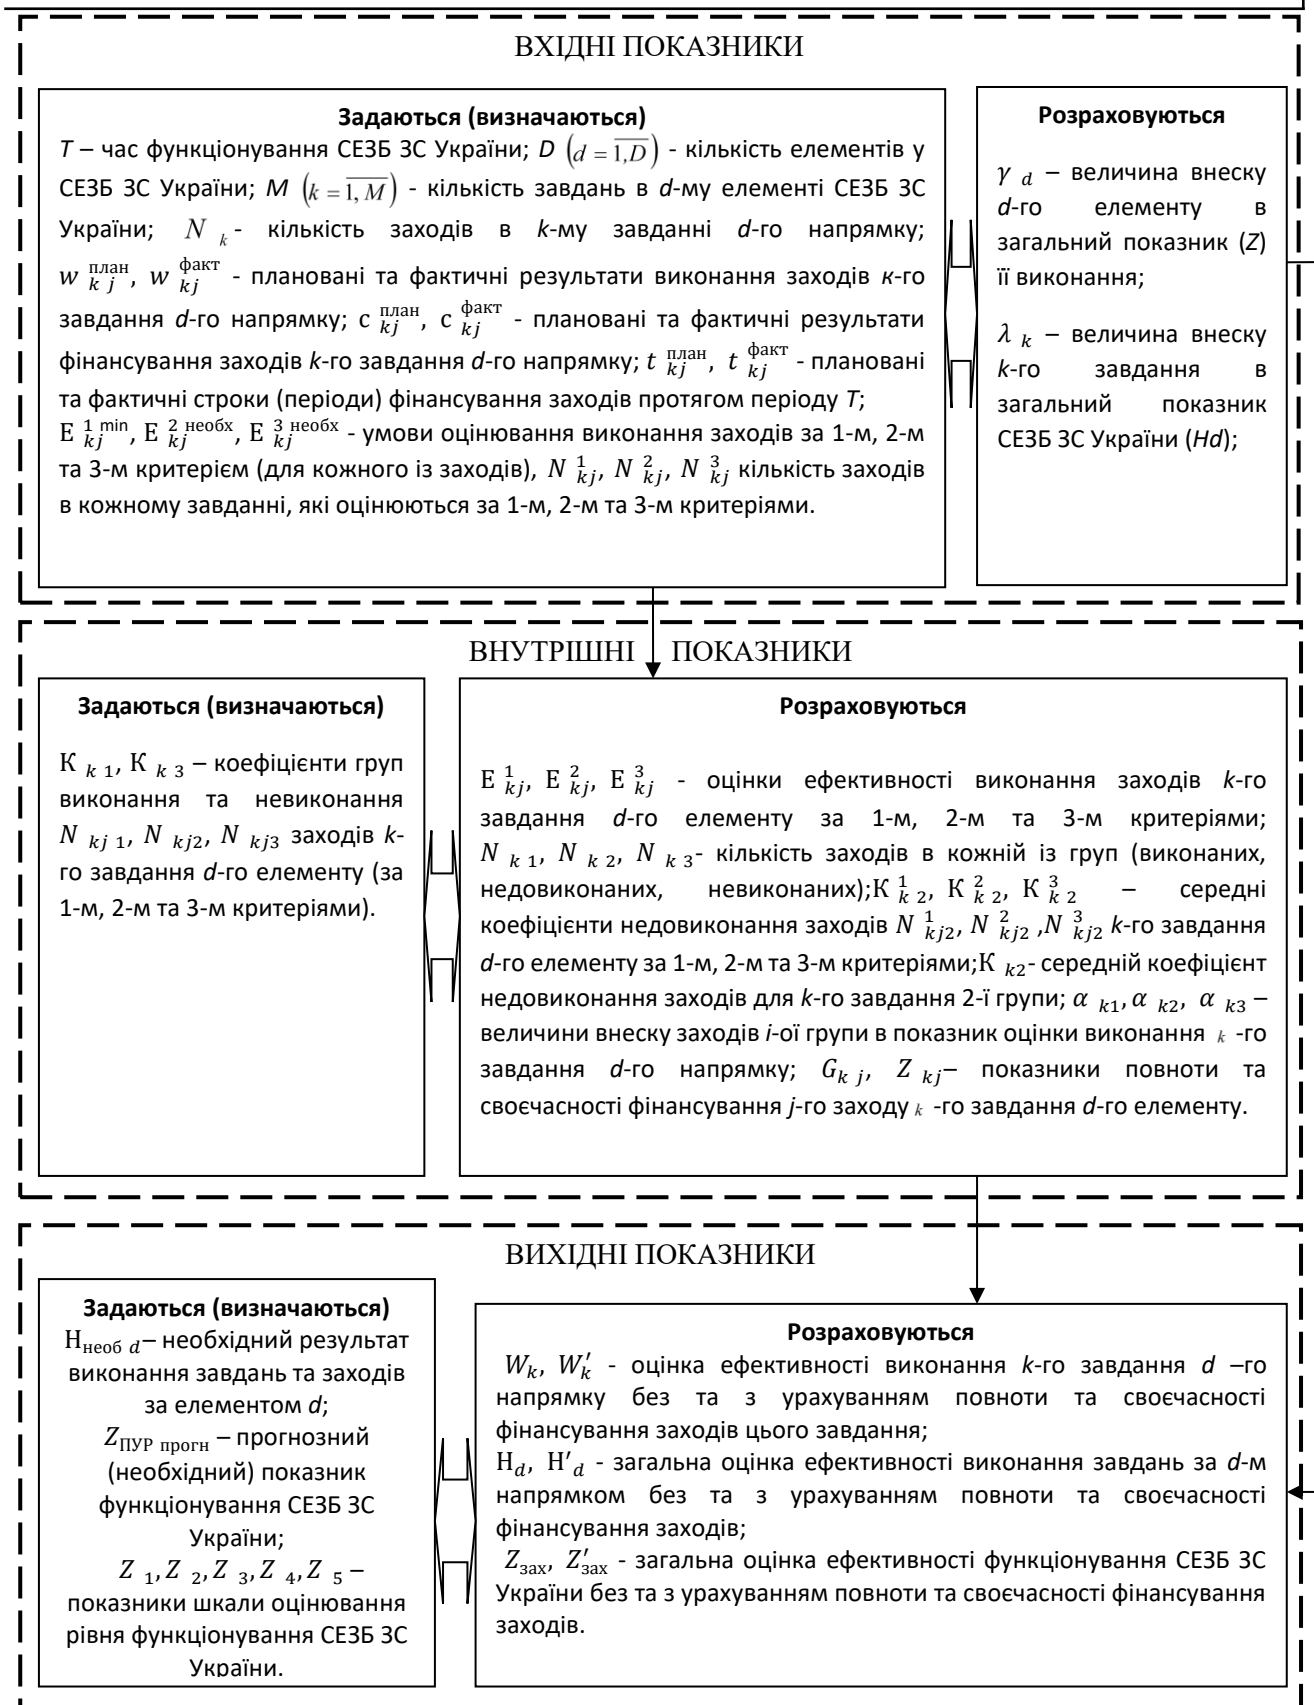 ВХІДНІ ПОКАЗНИКИ
Задаються (визначаються)
T – час функціонування СЕЗБ ЗС України; D (d = 1,D) - кількість елементів у
СЕЗБ ЗС України; M (k = 1, M) - кількість завдань в d-му елементі СЕЗБ ЗС
України; N k - кількість заходів в k-му завданні d-го напрямку;
w k j план, w kj факт - плановані та фактичні результати виконання заходів к-го
завдання d-го напрямку; с kj план, с kj факт - плановані та фактичні результати
фінансування заходів k-го завдання d-го напрямку; t kj план, t kj факт - плановані
та фактичні строки (періоди) фінансування заходів протягом періоду T;
Е kj 1 min, Е kj 2 необх, Е kj 3 необх - умови оцінювання виконання заходів за 1-м, 2-м
та 3-м критерієм (для кожного із заходів), N kj 1, N kj 2, N kj 3 кількість заходів
в кожному завданні, які оцінюються за 1-м, 2-м та 3-м критеріями.
Розраховуються
γ d – величина внеску
d-го елементу в
загальний показник (Z)
її виконання;
λ k – величина внеску
k-го завдання в
загальний показник
СЕЗБ ЗС України (Hd);
ВНУТРІШНІ ПОКАЗНИКИ
Задаються (визначаються)
К k 1, К k 3 – коефіцієнти груп
виконання та невиконання
N kj 1, N kj2, N kj3 заходів k-
го завдання d-го елементу (за
1-м, 2-м та 3-м критеріями).
Розраховуються
Е kj 1, Е kj 2, Е kj 3 - оцінки ефективності виконання заходів k-го
завдання d-го елементу за 1-м, 2-м та 3-м критеріями;
N k 1, N k 2, N k 3- кількість заходів в кожній із груп (виконаних,
недовиконаних, невиконаних);К k 2 1, К k 2 2, К k 2 3 – середні
коефіцієнти недовиконання заходів N kj2 1, N kj2 2 ,N kj2 3 k-го завдання
d-го елементу за 1-м, 2-м та 3-м критеріями;К k2- середній коефіцієнт
недовиконання заходів для k-го завдання 2-ї групи; α k1, α k2, α k3 –
величини внеску заходів i-ої групи в показник оцінки виконання k -го
завдання d-го напрямку; G k j, Z kj– показники повноти та
своєчасності фінансування j-го заходу k -го завдання d-го елементу.
ВИХІДНІ ПОКАЗНИКИ
Задаються (визначаються)
Н необ d– необхідний результат
виконання завдань та заходів
за елементом d;
Z ПУР прогн – прогнозний
(необхідний) показник
функціонування СЕЗБ ЗС
України;
Z 1, Z 2, Z 3, Z 4, Z 5 –
показники шкали оцінювання
рівня функціонування СЕЗБ ЗС
України.
Розраховуються
W k, W′ k - оцінка ефективності виконання k-го завдання d –го
напрямку без та з урахуванням повноти та своєчасності
фінансування заходів цього завдання;
Н d, Н′ d - загальна оцінка ефективності виконання завдань за d-м
напрямком без та з урахуванням повноти та своєчасності
фінансування заходів;
Z зах, Z′ зах - загальна оцінка ефективності функціонування СЕЗБ ЗС
України без та з урахуванням повноти та своєчасності фінансування
заходів.